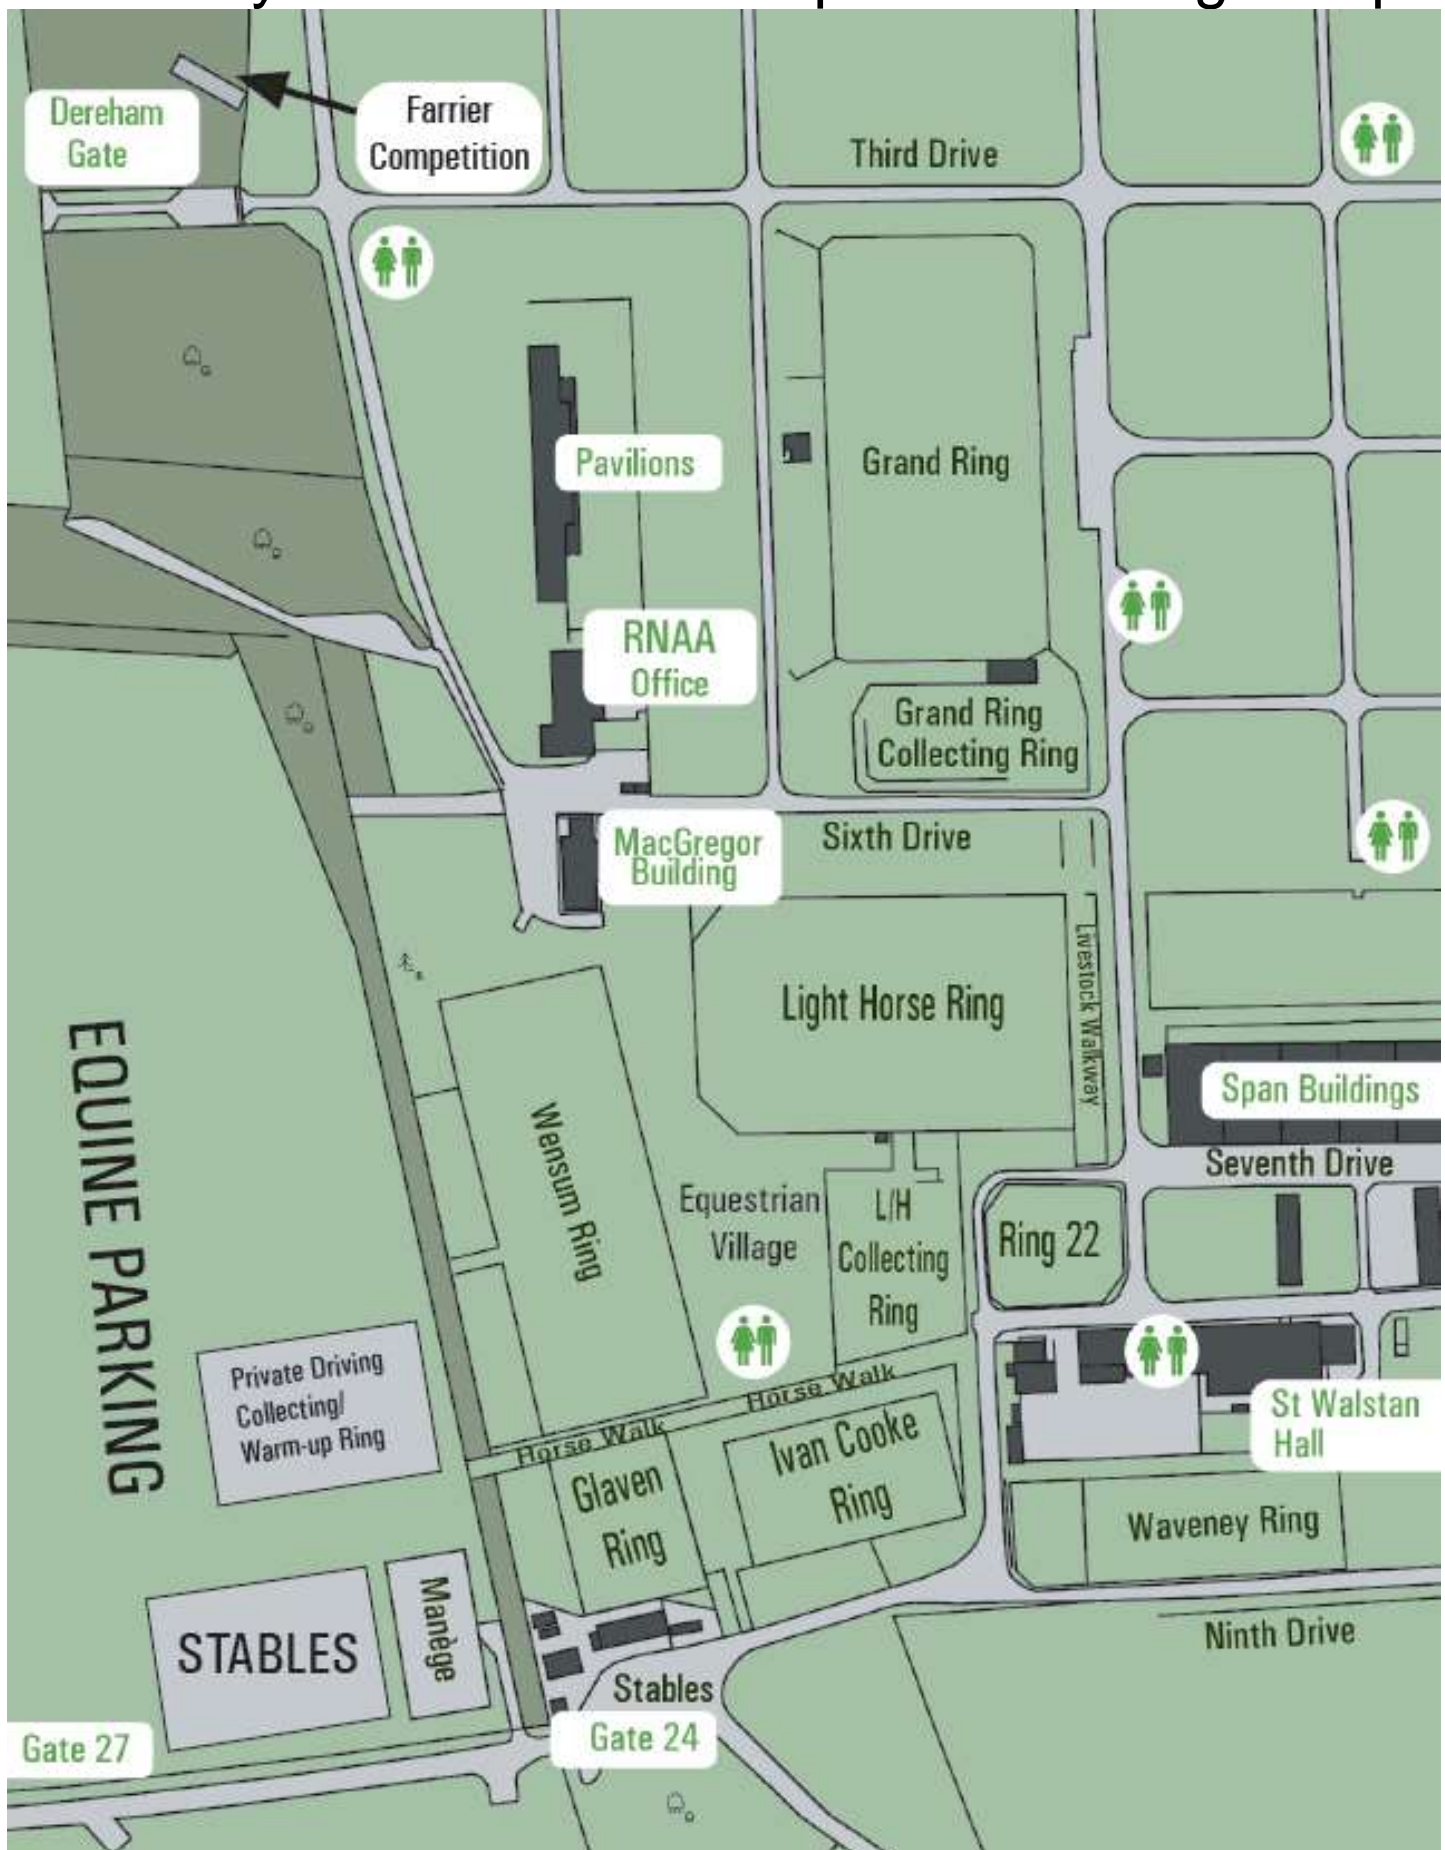 Dereham
Gate
Farrier
Competition
Third Drive
Pavilions
Grand Ring
RNAA
Office
Grand Ring
Collecting Ring
MacGregor
Building
Sixth Drive
Livestock Walkway
Light Horse Ring
Span Buildings
Seventh Drive
EQUINE PARKING
Wensum Ring
Equestrian
Village
L/H
Collecting
Ring
Ring 22
Private Driving
Collecting/
Warm-up Ring
Horse Walk
Horse Walk
St Walstan
Hall
Glaven
Ring
Ivan Cooke
Ring
Waveney Ring
STABLES
Manège
Ninth Drive
Stables
Gate 27
Gate 24